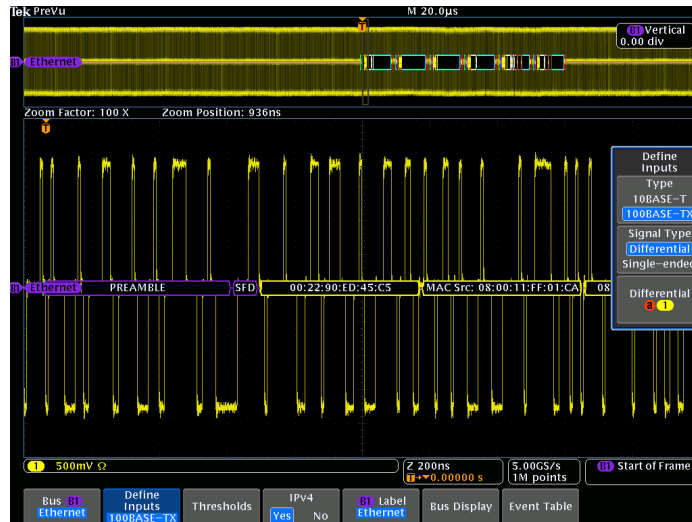 Tek PreVu M 20.0µs
T
B1 Vertical
0.00 div
B1 Ethernet
Zoom Factor: 100 X Zoom Position: 936ns
T
Define
Inputs
Type
10BASE-T
100BASE-TX
Signal Type
Differential
Single-ended
Differential
a 1
B1 Ethernet PREAMBLE SFD 00:22:90:ED:45:C5 MAC Src: 08:00:11:FF:01:CA 08
1 500mV Ω
Z 200ns
T→▼0.00000 s
5.00GS/s
1M points
B1 Start of Frame
Bus B1
Ethernet
Define
Inputs
100BASE-TX
Thresholds
IPv4
Yes No
B1 Label
Ethernet
Bus Display
Event Table